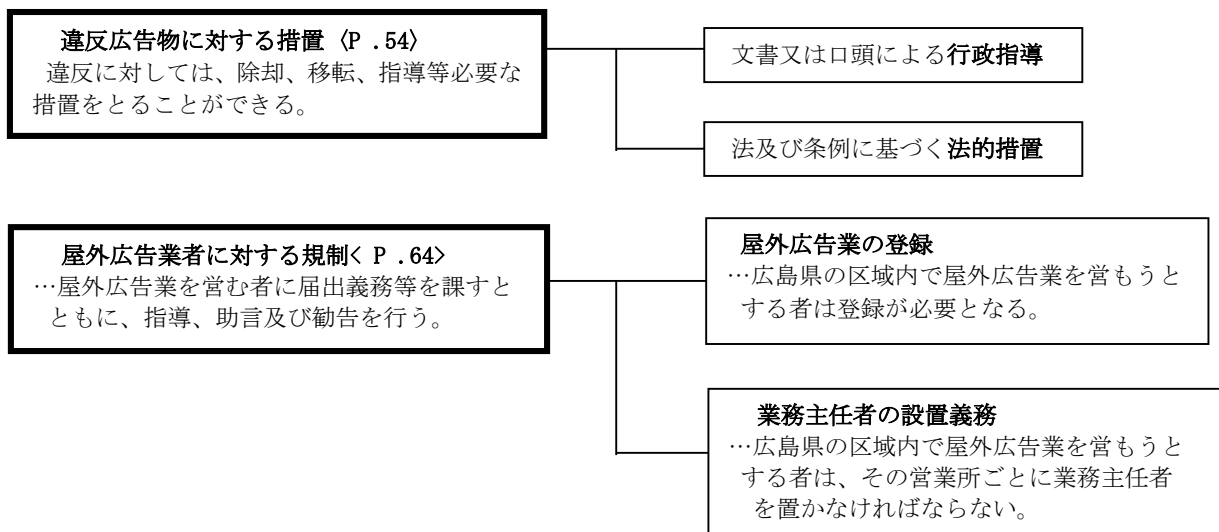 違反広告物に対する措置〈P .54〉
違反に対しては、除却、移転、指導等必要な
措置をとることができる。
文書又は口頭による行政指導
法及び条例に基づく法的措置
屋外広告業者に対する規制< P .64>
…屋外広告業を営む者に届出義務等を課すと
ともに、指導、助言及び勧告を行う。
屋外広告業の登録
…広島県の区域内で屋外広告業を営もうと
する者は登録が必要となる。
業務主任者の設置義務
…広島県の区域内で屋外広告業を営もうと
する者は、その営業所ごとに業務主任者
を置かなければならない。